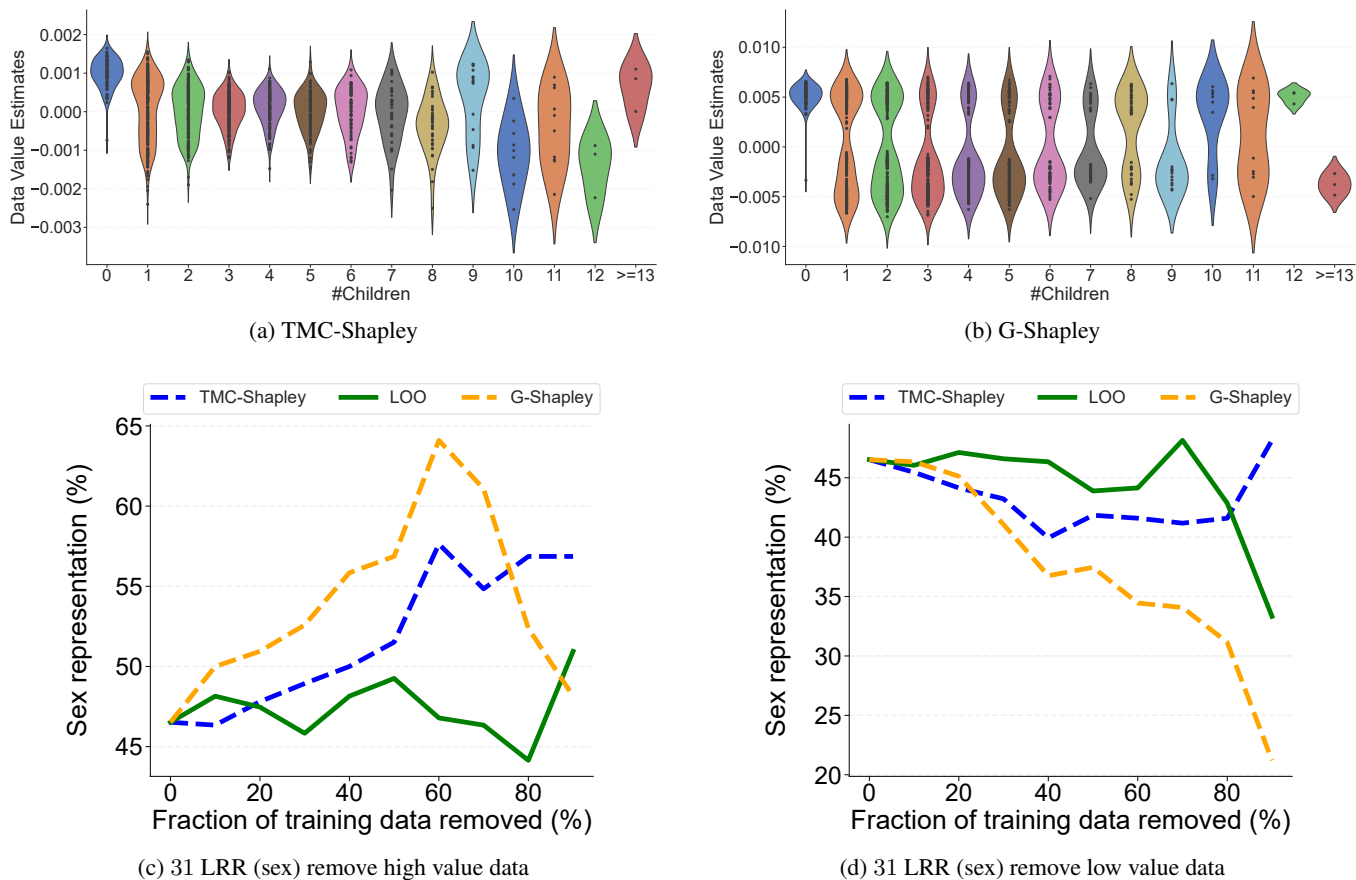 0.002
0.001
0.000
−0.001
−0.002
−0.003
Data Value Estimates
0 1 2 3 4 5 6 7 8 9 10 11 12 >=13
#Children
(a) TMC-Shapley
0.010
0.005
0.000
−0.005
−0.010
Data Value Estimates
0 1 2 3 4 5 6 7 8 9 10 11 12 >=13
#Children
(b) G-Shapley
TMC-Shapley LOO G-Shapley
65
60
55
50
45
Sex representation (%)
0 20 40 60 80
Fraction of training data removed (%)
(c) 31 LRR (sex) remove high value data
TMC-Shapley LOO G-Shapley
45
40
35
30
25
20
Sex representation (%)
0 20 40 60 80
Fraction of training data removed (%)
(d) 31 LRR (sex) remove low value data